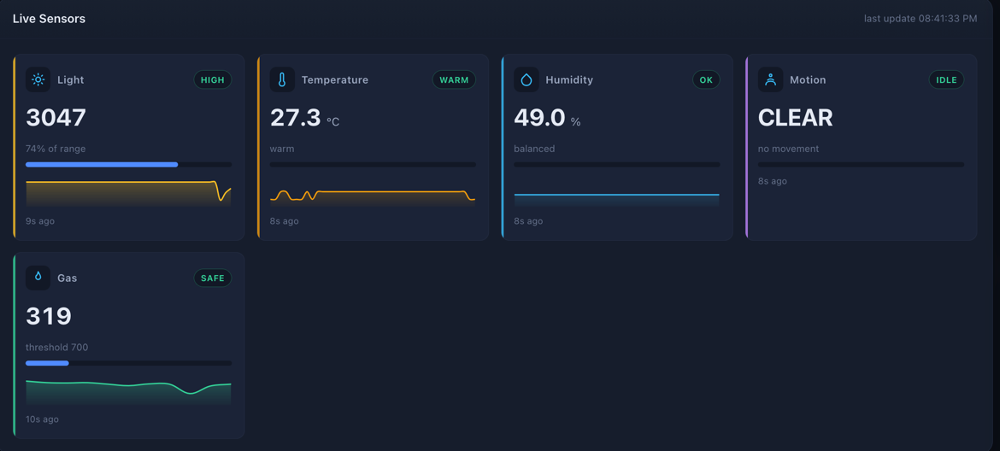 Live Sensors
last update 08:41:33 PM
Light
HIGH
3047
74% of range
9s ago
Temperature
WARM
27.3 °C
warm
8s ago
Humidity
OK
49.0 %
balanced
8s ago
Motion
IDLE
CLEAR
no movement
8s ago
Gas
SAFE
319
threshold 700
10s ago